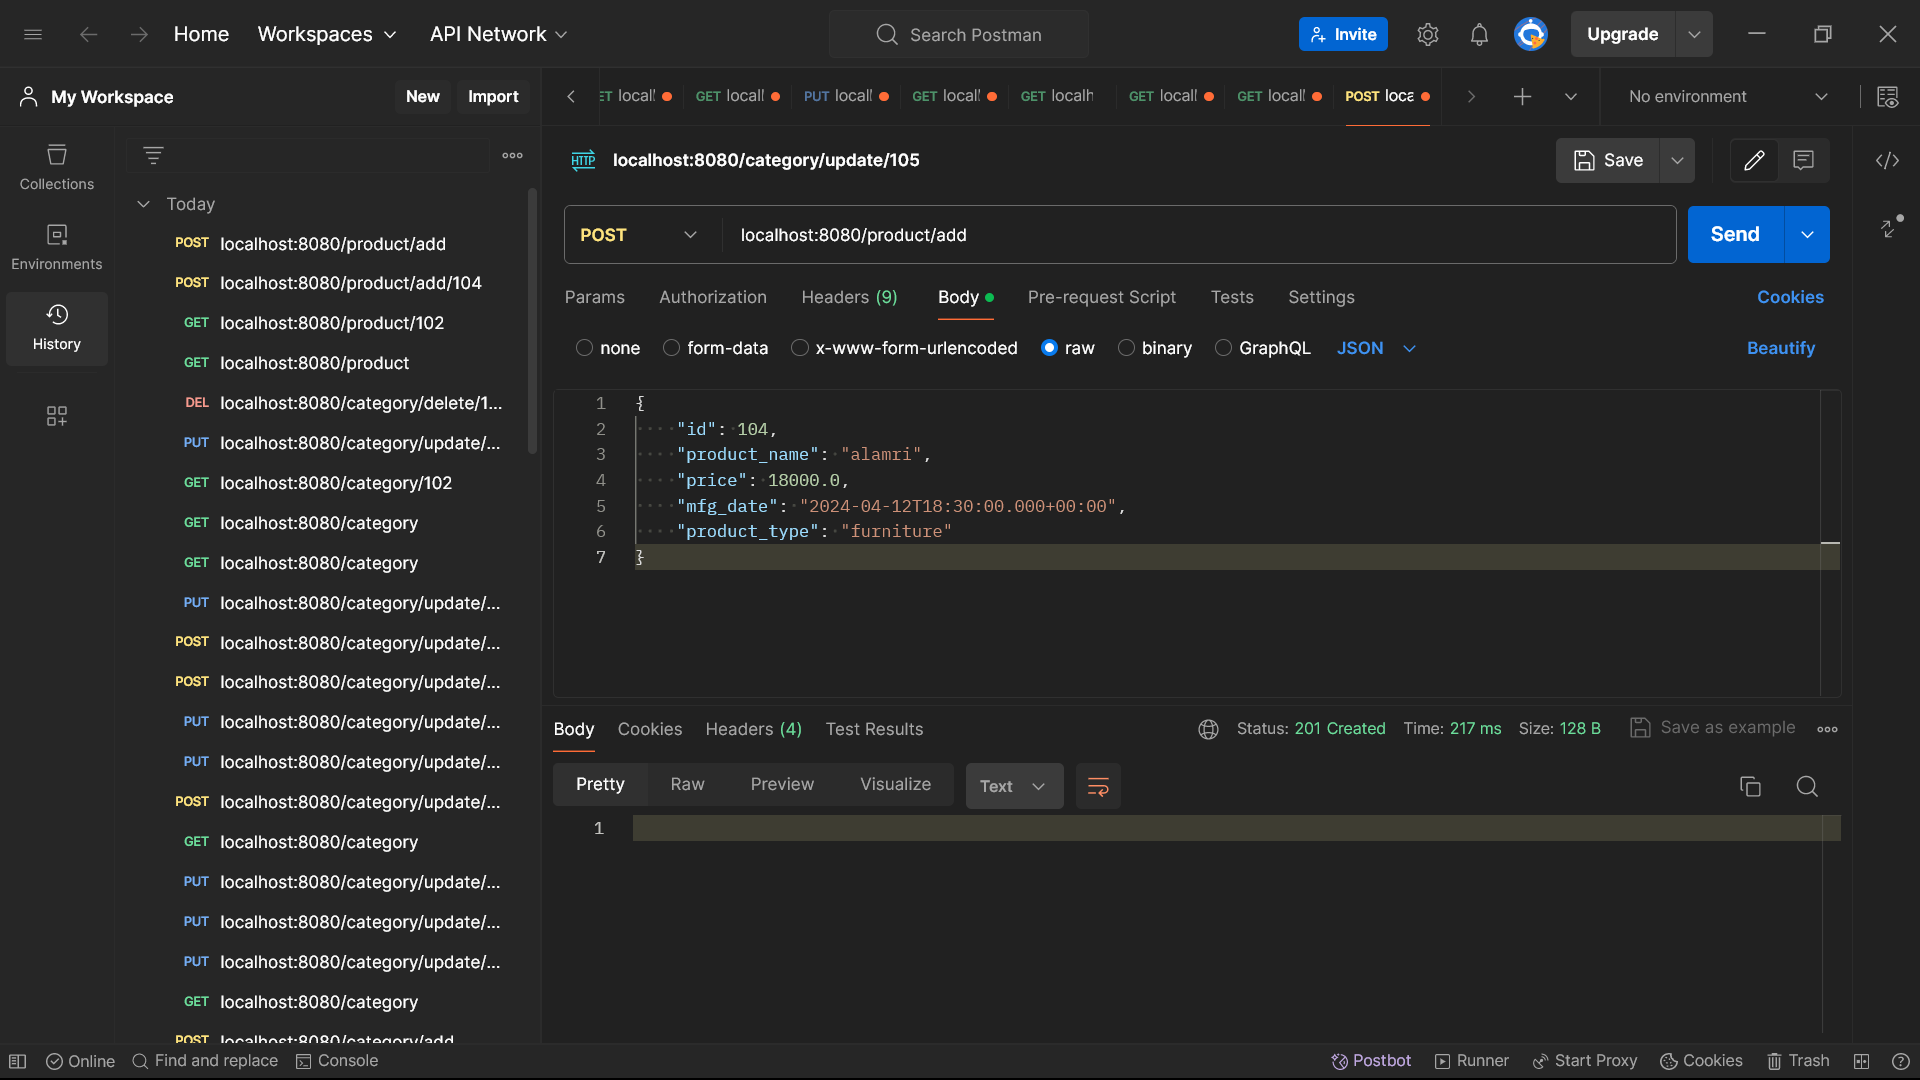 Home Workspaces API Network Search Postman Invite Upgrade
My Workspace New Import
GET locall GET locall PUT locall GET locall GET localh GET locall GET locall POST loca No environment
Collections
Environments
History
Today
POST localhost:8080/product/add
POST localhost:8080/product/add/104
GET localhost:8080/product/102
GET localhost:8080/product
DEL localhost:8080/category/delete/1...
PUT localhost:8080/category/update/...
GET localhost:8080/category/102
GET localhost:8080/category
GET localhost:8080/category
PUT localhost:8080/category/update/...
POST localhost:8080/category/update/...
POST localhost:8080/category/update/...
PUT localhost:8080/category/update/...
PUT localhost:8080/category/update/...
POST localhost:8080/category/update/...
GET localhost:8080/category
PUT localhost:8080/category/update/...
PUT localhost:8080/category/update/...
PUT localhost:8080/category/update/...
GET localhost:8080/category
POST localhost:8080/category/add
HTTP localhost:8080/category/update/105 Save
POST localhost:8080/product/add Send
Params Authorization Headers (9) Body Pre-request Script Tests Settings Cookies
none form-data x-www-form-urlencoded raw binary GraphQL JSON Beautify
1 {
2 "id": 104,
3 "product_name": "alamri",
4 "price": 18000.0,
5 "mfg_date": "2024-04-12T18:30:00.000+00:00",
6 "product_type": "furniture"
7 }
Body Cookies Headers (4) Test Results Status: 201 Created Time: 217 ms Size: 128 B Save as example
Pretty Raw Preview Visualize Text
1
Online Find and replace Console Postbot Runner Start Proxy Cookies Trash